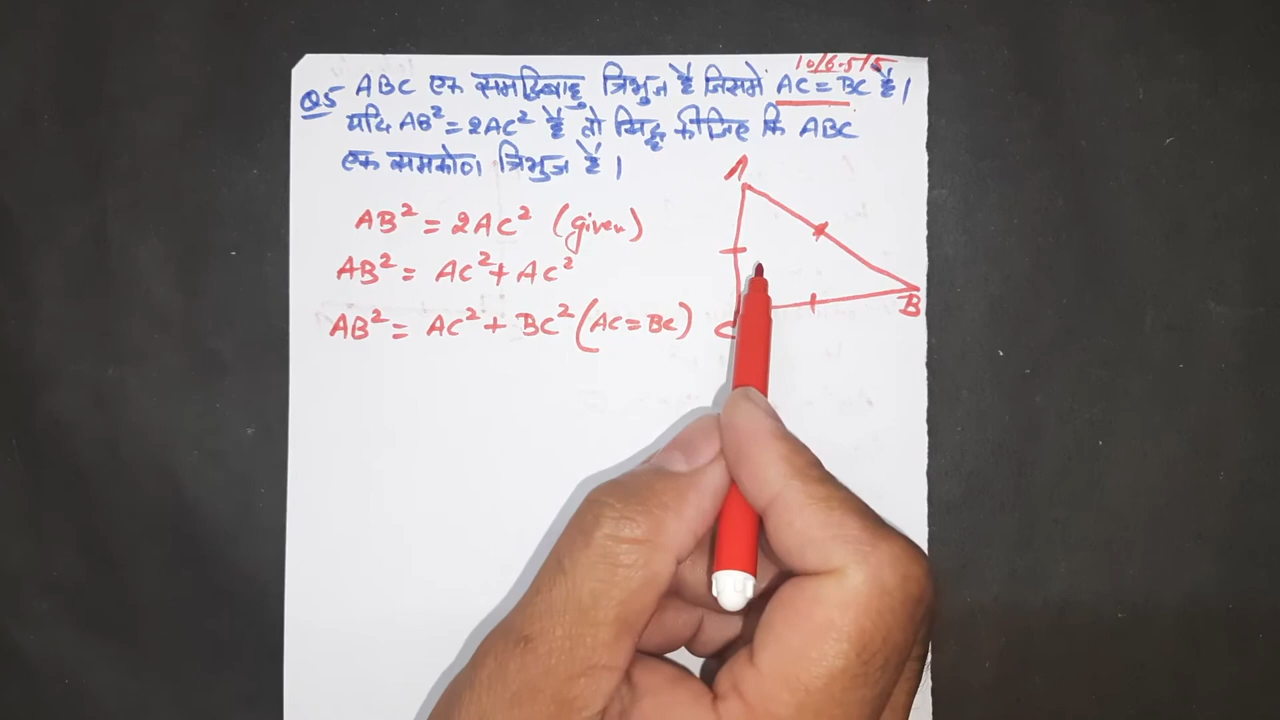 10/6.5/5
Q5 ABC एक समद्विबाहु त्रिभुज है जिसमें AC = BC है।
यदि AB² = 2AC² है तो सिद्ध कीजिए कि ABC
एक समकोण त्रिभुज है।
A
AB² = 2AC² (given)
AB² = AC² + AC²
B
AB² = AC² + BC² (AC = BC)
C